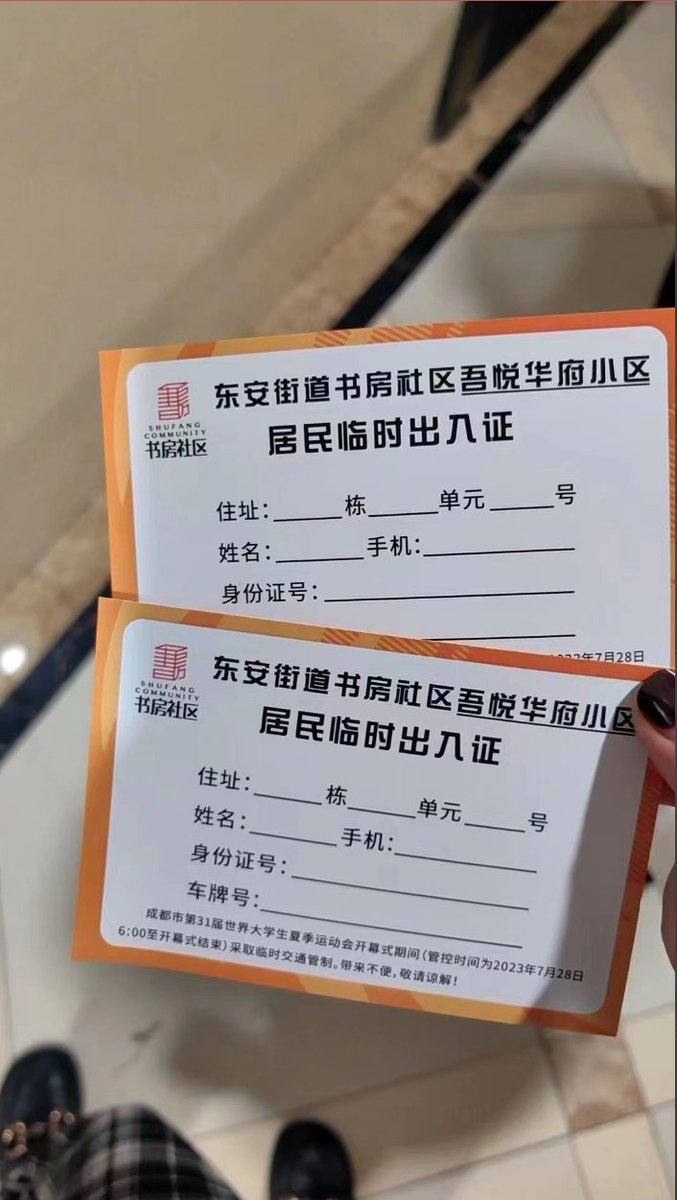 SHUFANG
COMMUNITY
书房社区
东安街道书房社区吾悦华府小区
居民临时出入证
住址：______栋______单元______号
姓名：________手机：______________
身份证号：______________________
2023年7月28日
SHUFANG
COMMUNITY
书房社区
东安街道书房社区吾悦华府小区
居民临时出入证
住址：______栋______单元______号
姓名：________手机：______________
身份证号：______________________
车牌号：________________________
成都市第31届世界大学生夏季运动会开幕式期间（管控时间为2023年7月28日
6:00至开幕式结束）采取临时交通管制。带来不便，敬请谅解！